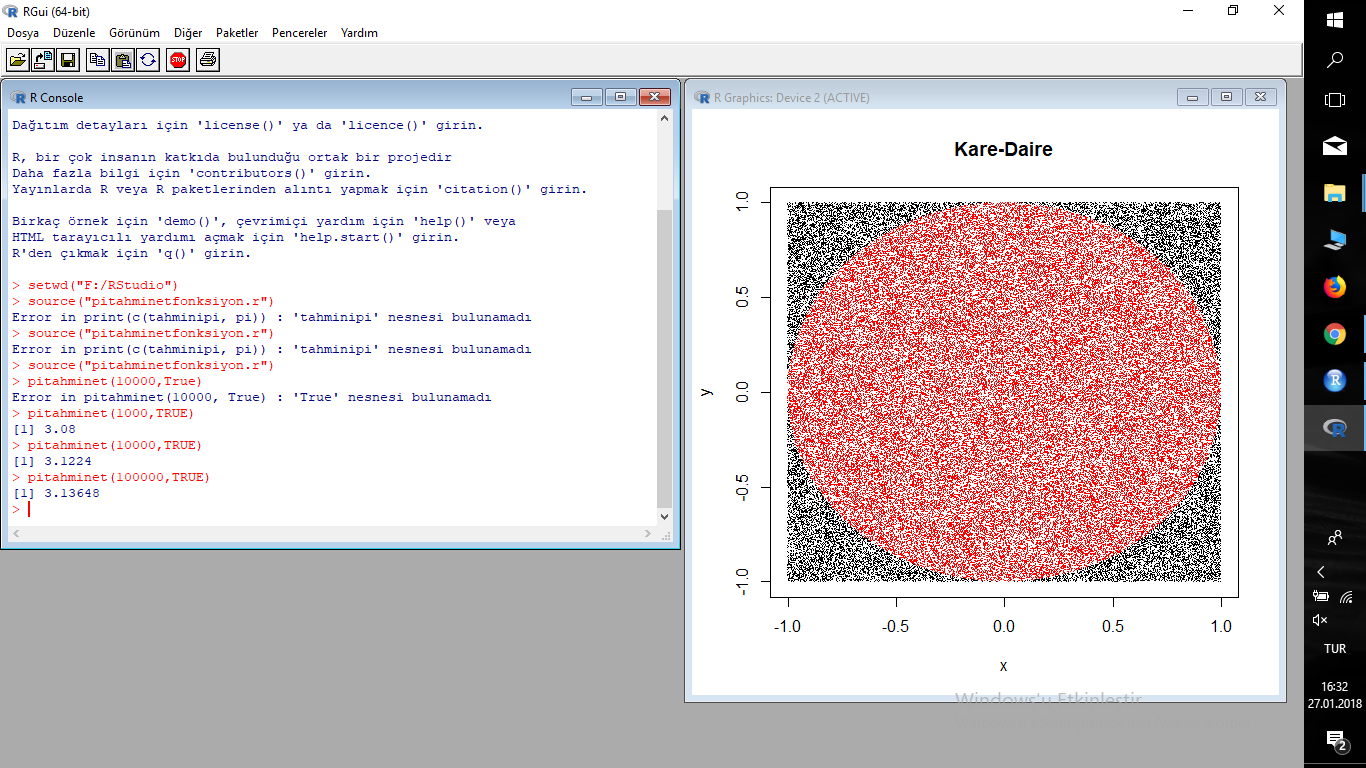 RGui (64-bit)
Dosya Düzenle Görünüm Diğer Paketler Pencereler Yardım
STOP
R Console
Dağıtım detayları için 'license()' ya da 'licence()' girin.
R, bir çok insanın katkıda bulunduğu ortak bir projedir
Daha fazla bilgi için 'contributors()' girin.
Yayınlarda R veya R paketlerinden alıntı yapmak için 'citation()' girin.
Birkaç örnek için 'demo()', çevrimiçi yardım için 'help()' veya
HTML tarayıcılı yardımı açmak için 'help.start()' girin.
R'den çıkmak için 'q()' girin.
> setwd("F:/RStudio")
> source("pitahminetfonksiyon.r")
Error in print(c(tahminipi, pi)) : 'tahminipi' nesnesi bulunamadı
> source("pitahminetfonksiyon.r")
Error in print(c(tahminipi, pi)) : 'tahminipi' nesnesi bulunamadı
> source("pitahminetfonksiyon.r")
> pitahminet(10000,True)
Error in pitahminet(10000, True) : 'True' nesnesi bulunamadı
> pitahminet(1000,TRUE)
[1] 3.08
> pitahminet(10000,TRUE)
[1] 3.1224
> pitahminet(100000,TRUE)
[1] 3.13648
>
R Graphics: Device 2 (ACTIVE)
Kare-Daire
1.0
0.5
0.0
-0.5
-1.0
y
-1.0 -0.5 0.0 0.5 1.0
x
Windows'u Etkinleştir
TUR
16:32
27.01.2018
2